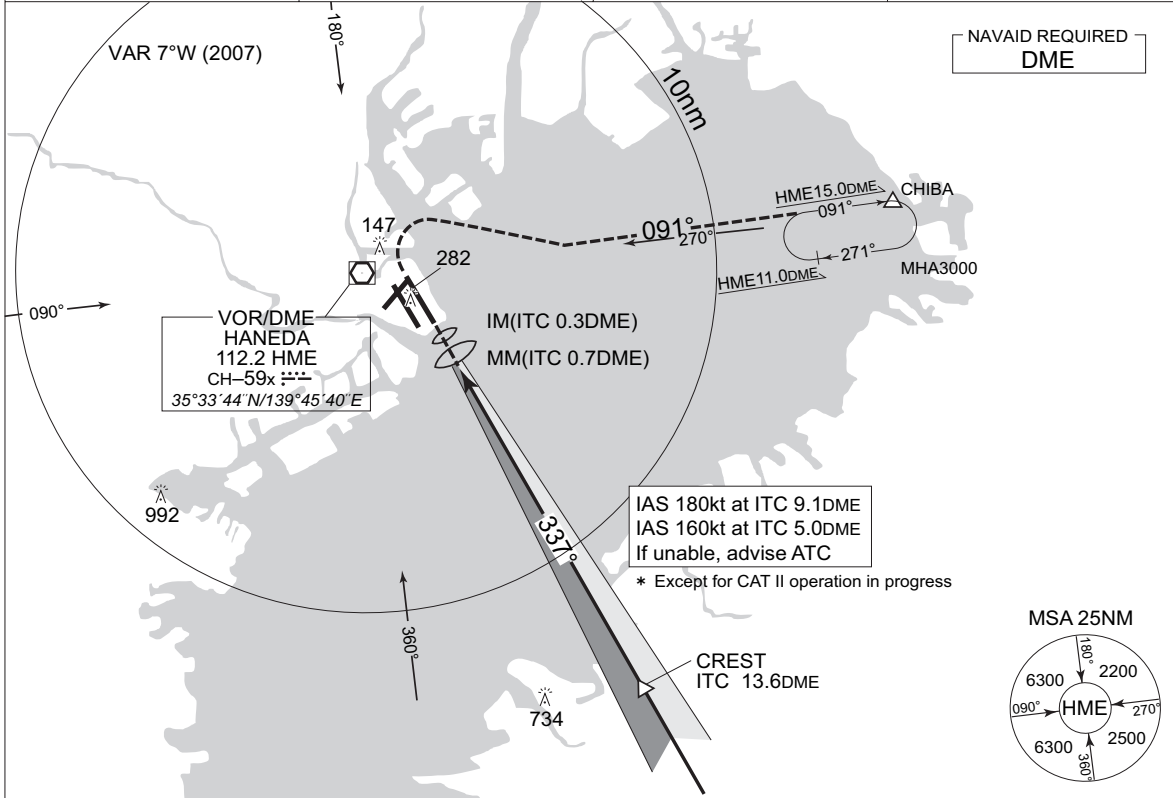 VAR 7°W (2007)
180°
10nm
NAVAID REQUIRED
DME
HME15.0DME
CHIBA
091°
271°
HME11.0DME
MHA3000
091°
270°
147
282
090°
VOR/DME
HANEDA
112.2 HME
CH–59x
35°33´44˝N/139°45´40˝E
IM(ITC 0.3DME)
MM(ITC 0.7DME)
992
337°
IAS 180kt at ITC 9.1DME
IAS 160kt at ITC 5.0DME
If unable, advise ATC
* Except for CAT II operation in progress
360°
CREST
ITC 13.6DME
734
MSA 25NM
180°
6300
2200
090°
HME
270°
6300
2500
360°